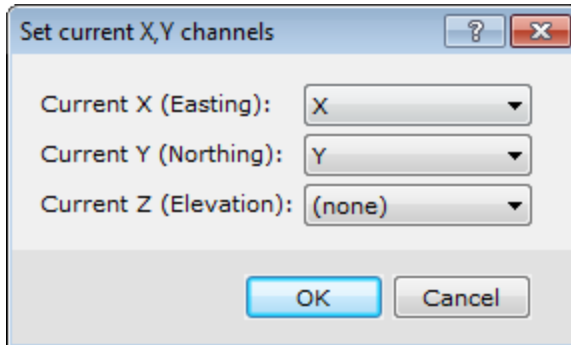 Set current X,Y channels
?
Current X (Easting): X
Current Y (Northing): Y
Current Z (Elevation): (none)
OK Cancel